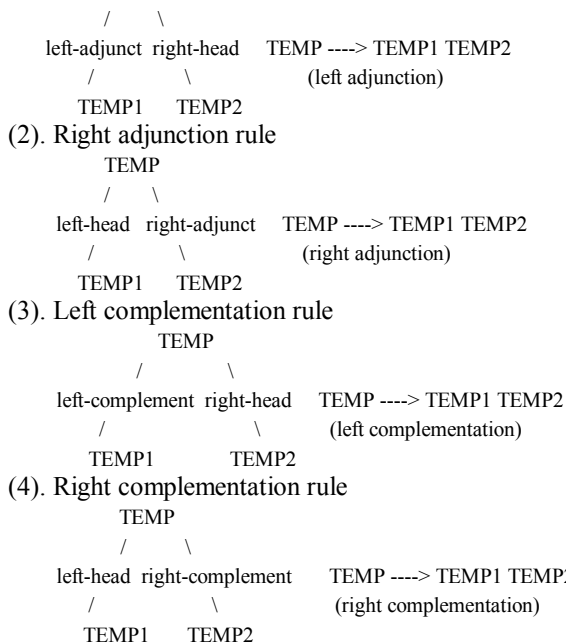 / \
left-adjunct right-head TEMP ----> TEMP1 TEMP2
/ \ (left adjunction)
TEMP1 TEMP2
(2). Right adjunction rule
TEMP
/ \
left-head right-adjunct TEMP ----> TEMP1 TEMP2
/ \ (right adjunction)
TEMP1 TEMP2
(3). Left complementation rule
TEMP
/ \
left-complement right-head TEMP ----> TEMP1 TEMP2
/ \ (left complementation)
TEMP1 TEMP2
(4). Right complementation rule
TEMP
/ \
left-head right-complement TEMP ----> TEMP1 TEMP2
/ \ (right complementation)
TEMP1 TEMP2